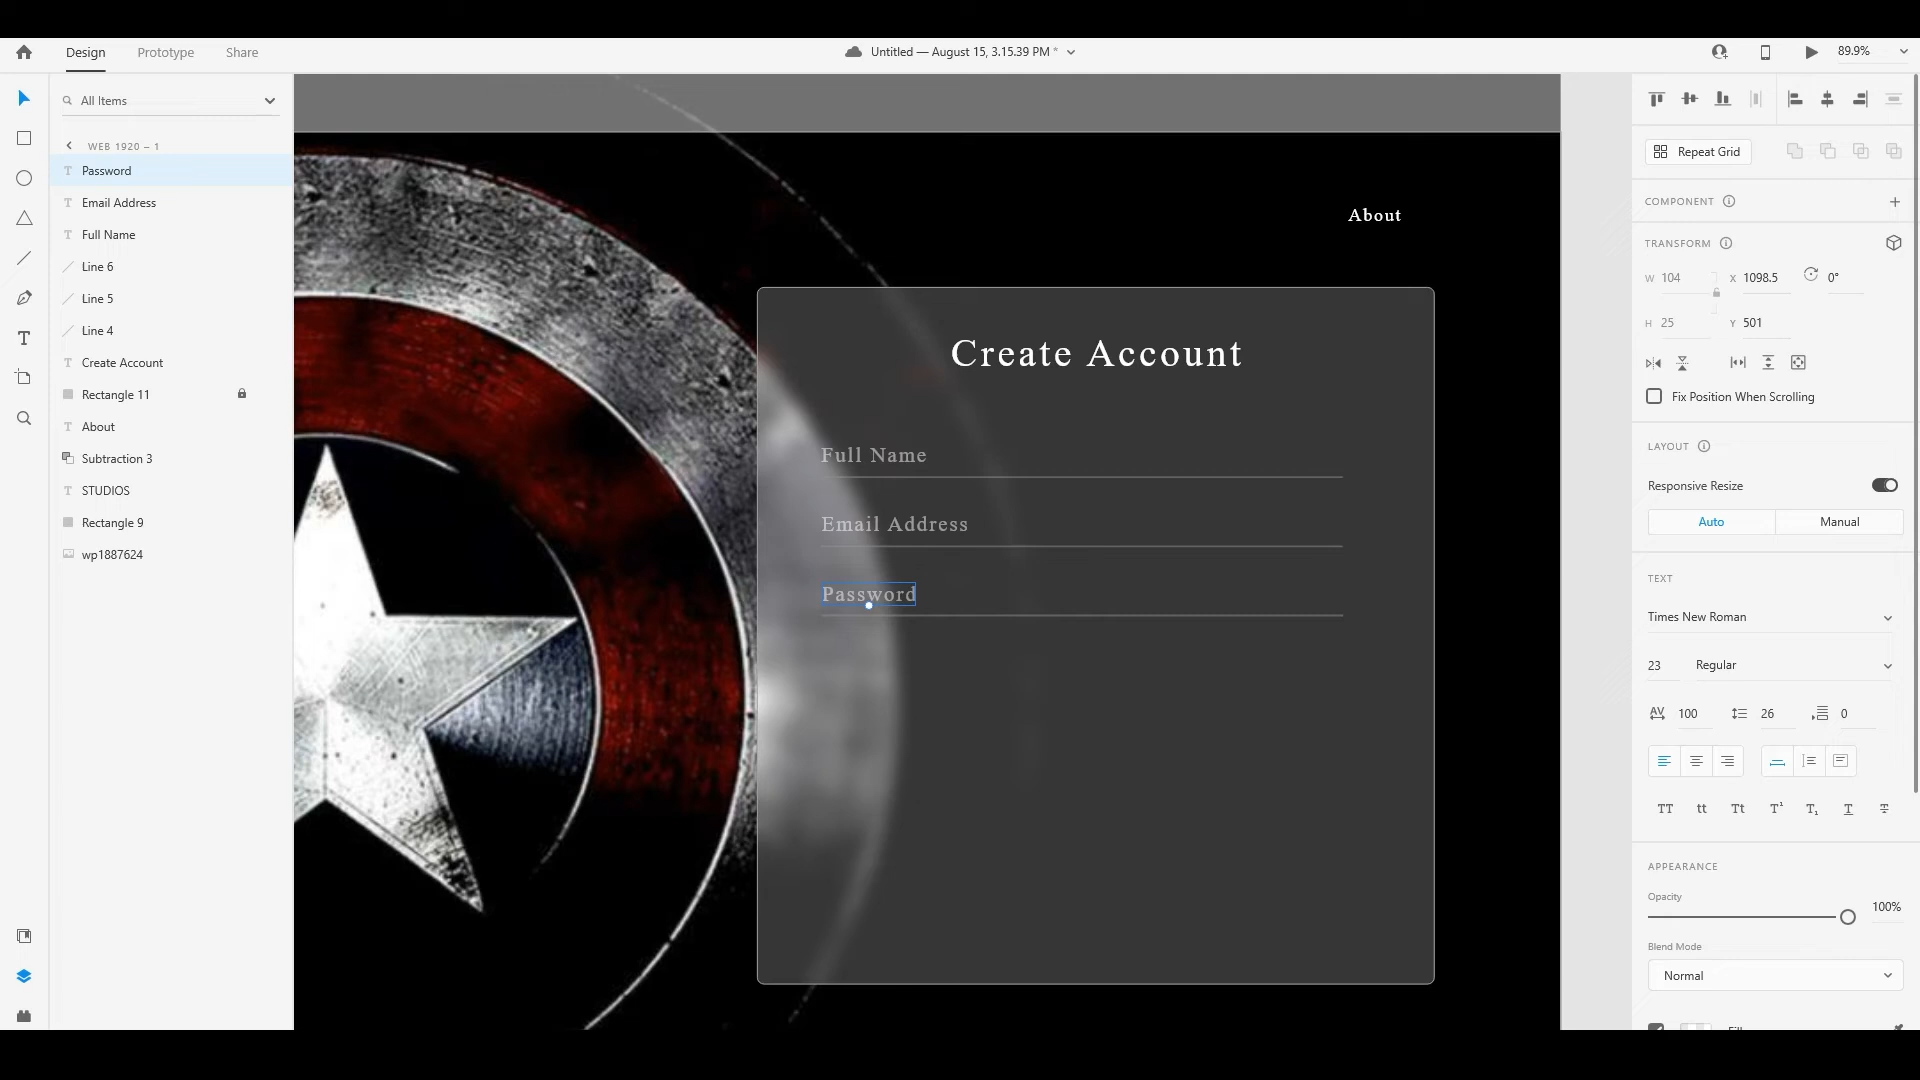 Design
Prototype
Share
Untitled — August 15, 3.15.39 PM *
89.9%
All Items
WEB 1920 – 1
Password
Email Address
Full Name
Line 6
Line 5
Line 4
Create Account
Rectangle 11
About
Subtraction 3
STUDIOS
Rectangle 9
wp1887624
About
Create Account
Full Name
Email Address
Password
Repeat Grid
COMPONENT
TRANSFORM
W 104 X 1098.5 0°
H 25 Y 501
Fix Position When Scrolling
LAYOUT
Responsive Resize
Auto Manual
TEXT
Times New Roman
23 Regular
AV 100 26 0
TT tt Tt T¹ T₁ T T
APPEARANCE
Opacity
100%
Blend Mode
Normal